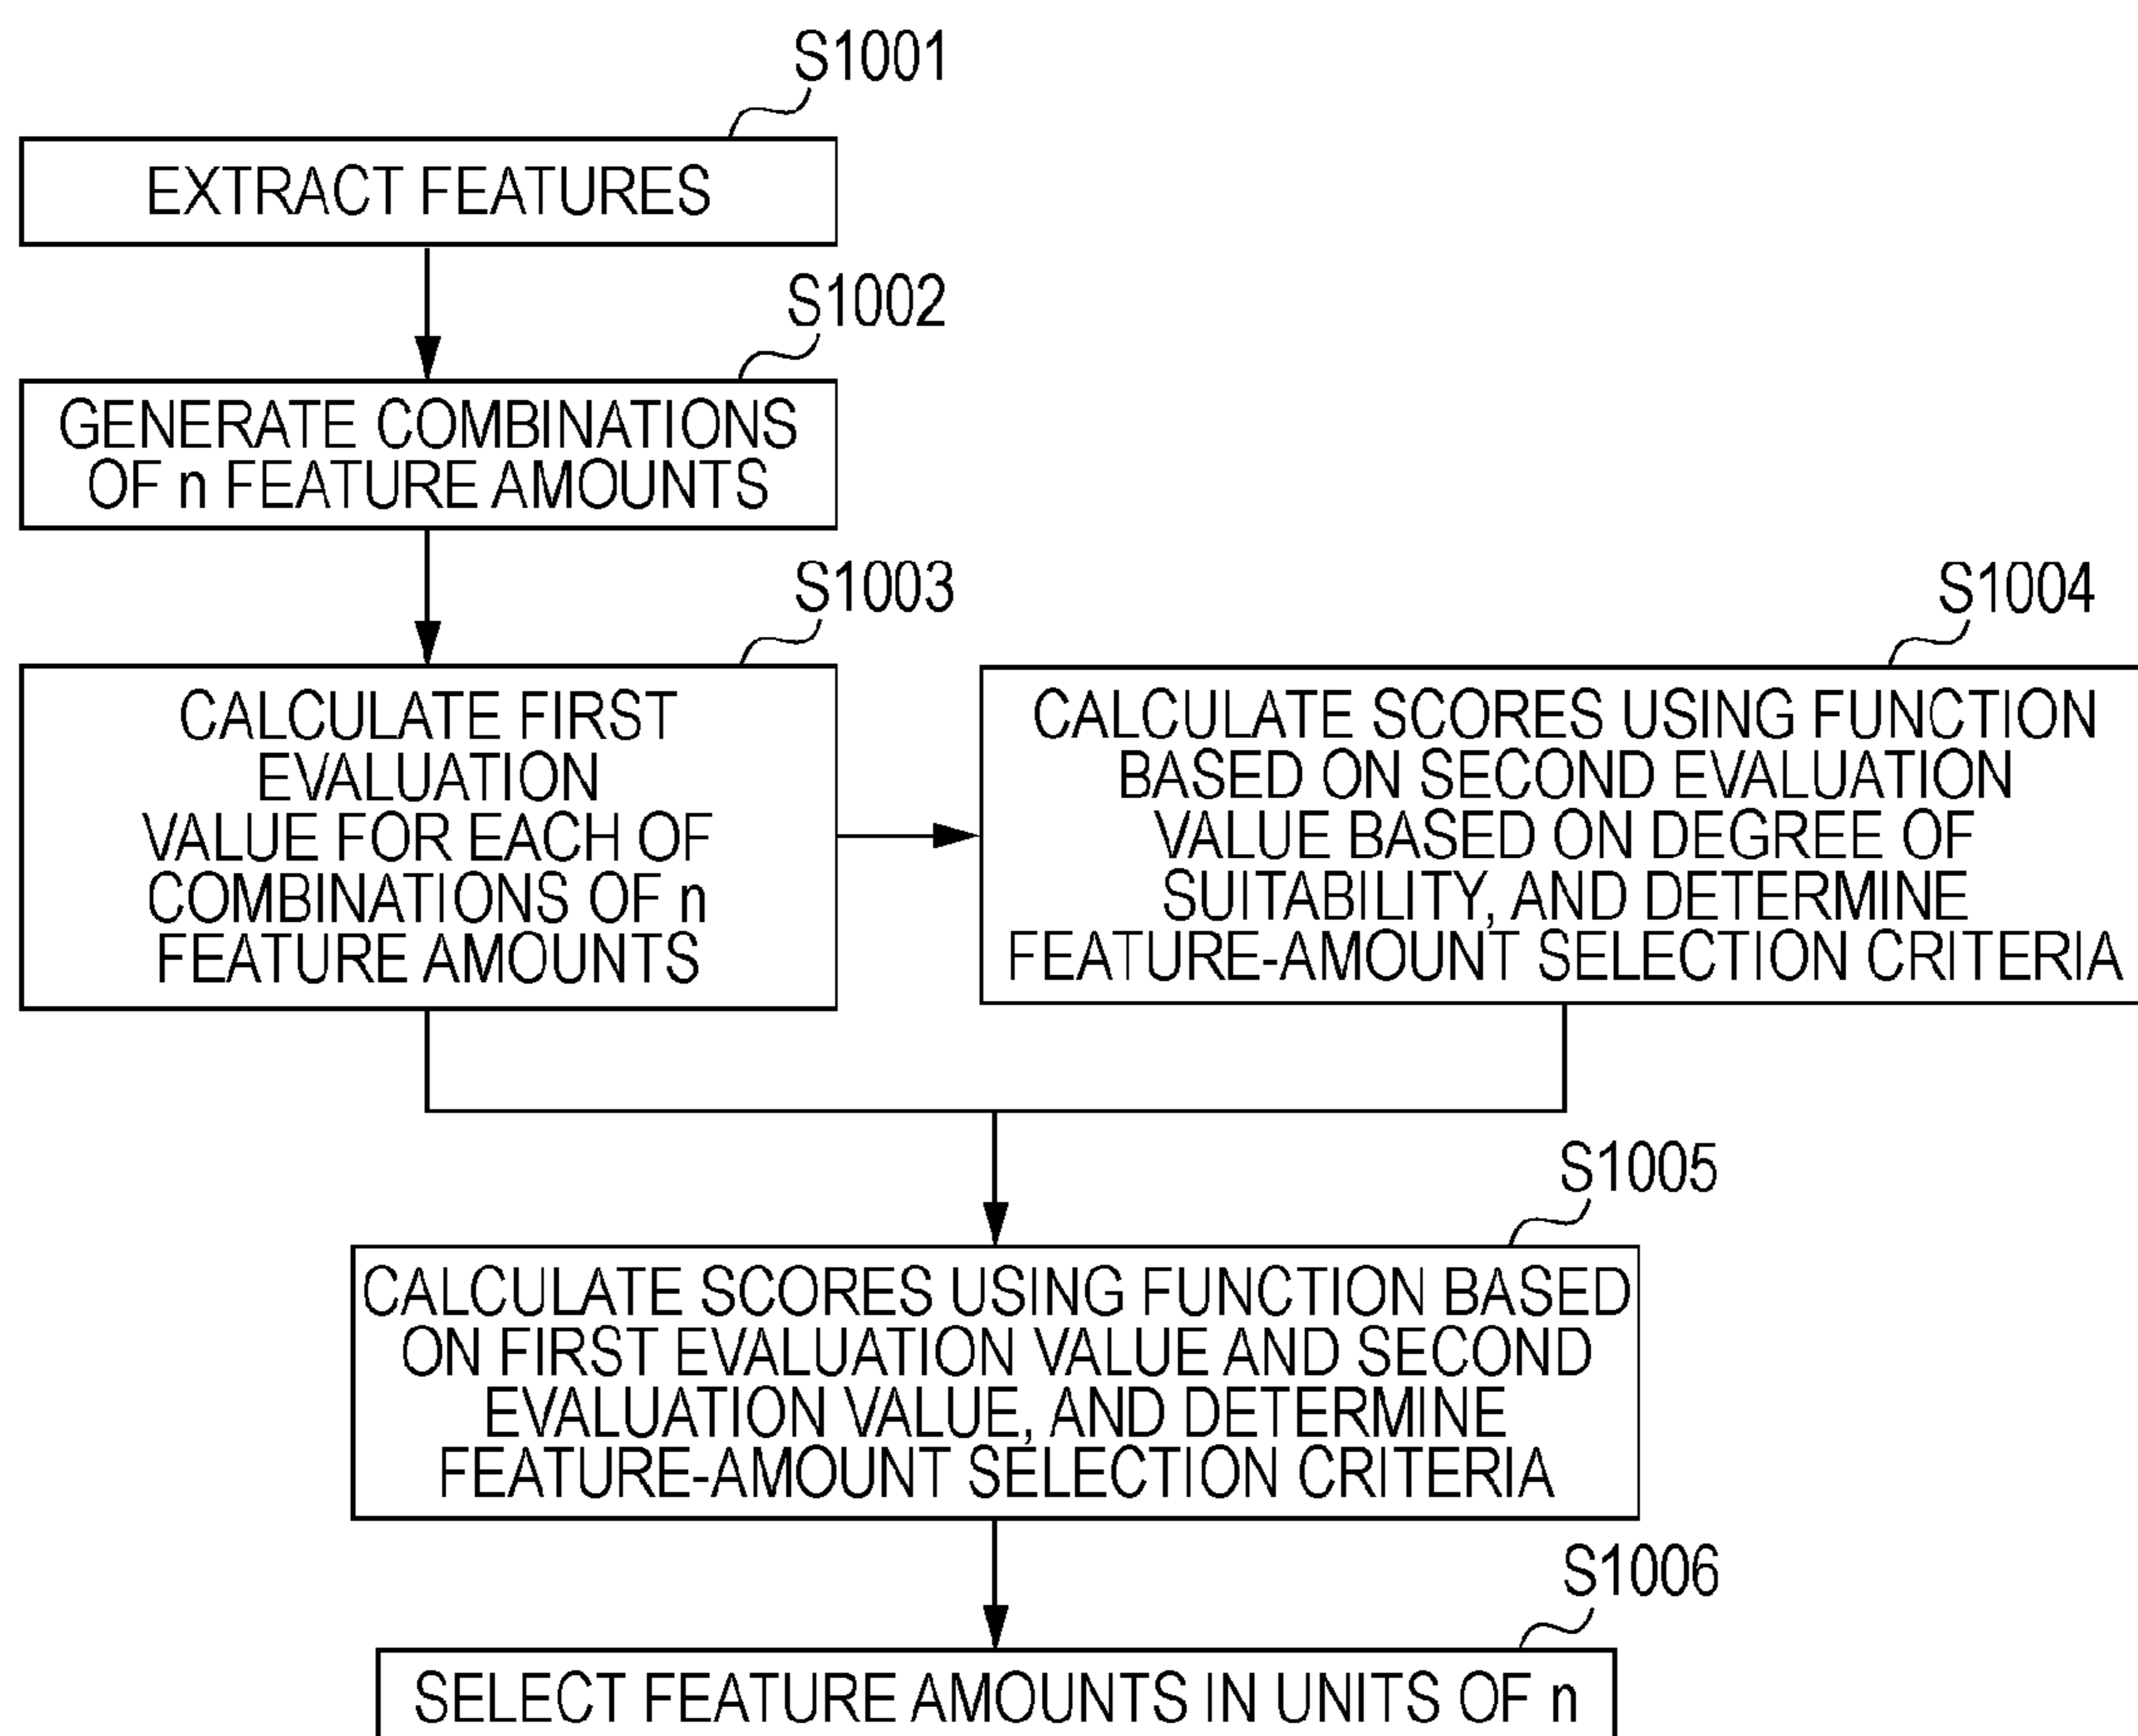 S1001
EXTRACT FEATURES
S1002
GENERATE COMBINATIONS
OF n FEATURE AMOUNTS
S1003
CALCULATE FIRST
EVALUATION
VALUE FOR EACH OF
COMBINATIONS OF n
FEATURE AMOUNTS
S1004
CALCULATE SCORES USING FUNCTION
BASED ON SECOND EVALUATION
VALUE BASED ON DEGREE OF
SUITABILITY, AND DETERMINE
FEATURE-AMOUNT SELECTION CRITERIA
S1005
CALCULATE SCORES USING FUNCTION BASED
ON FIRST EVALUATION VALUE AND SECOND
EVALUATION VALUE, AND DETERMINE
FEATURE-AMOUNT SELECTION CRITERIA
S1006
SELECT FEATURE AMOUNTS IN UNITS OF n